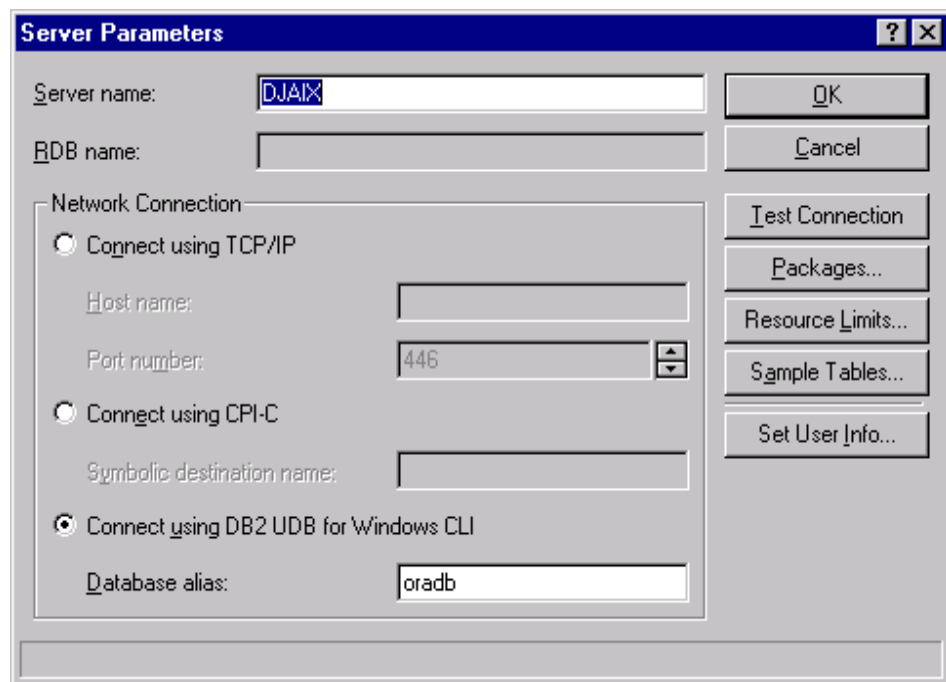 Server Parameters
Server name: DJAIX OK
RDB name: Cancel
Network Connection Test Connection
Connect using TCP/IP Packages...
Host name: Resource Limits...
Port number: 446 Sample Tables...
Connect using CPI-C Set User Info...
Symbolic destination name:
Connect using DB2 UDB for Windows CLI
Database alias: oradb